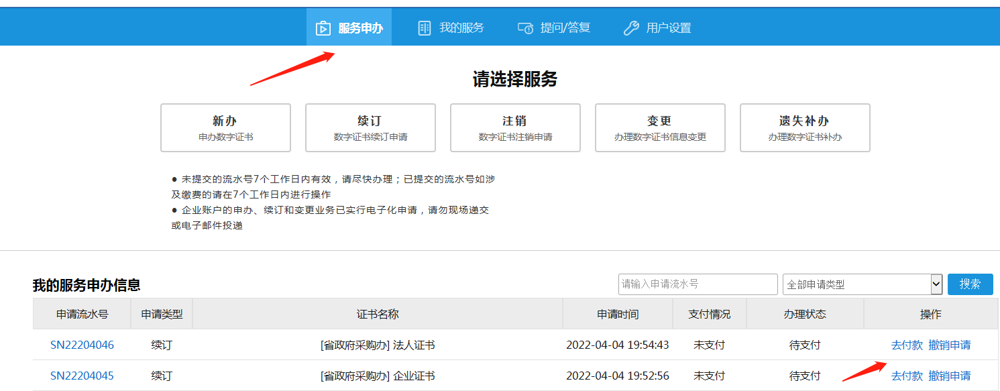 服务申办 我的服务 提问/答复 用户设置
请选择服务
新办 续订 注销 变更 遗失补办
申办数字证书 数字证书续订申请 数字证书注销申请 办理数字证书信息变更 办理数字证书补办
● 未提交的流水号7个工作日内有效，请尽快办理；已提交的流水号如涉
及缴费的请在7个工作日内进行操作
● 企业账户的申办、续订和变更业务已实行电子化申请，请勿现场递交
或电子邮件投递
我的服务申办信息 请输入申请流水号 全部申请类型 搜索
申请流水号 申请类型 证书名称 申请时间 支付情况 办理状态 操作
SN22204046 续订 [省政府采购办] 法人证书 2022-04-04 19:54:43 未支付 待支付 去付款 撤销申请
SN22204045 续订 [省政府采购办] 企业证书 2022-04-04 19:52:56 未支付 待支付 去付款 撤销申请